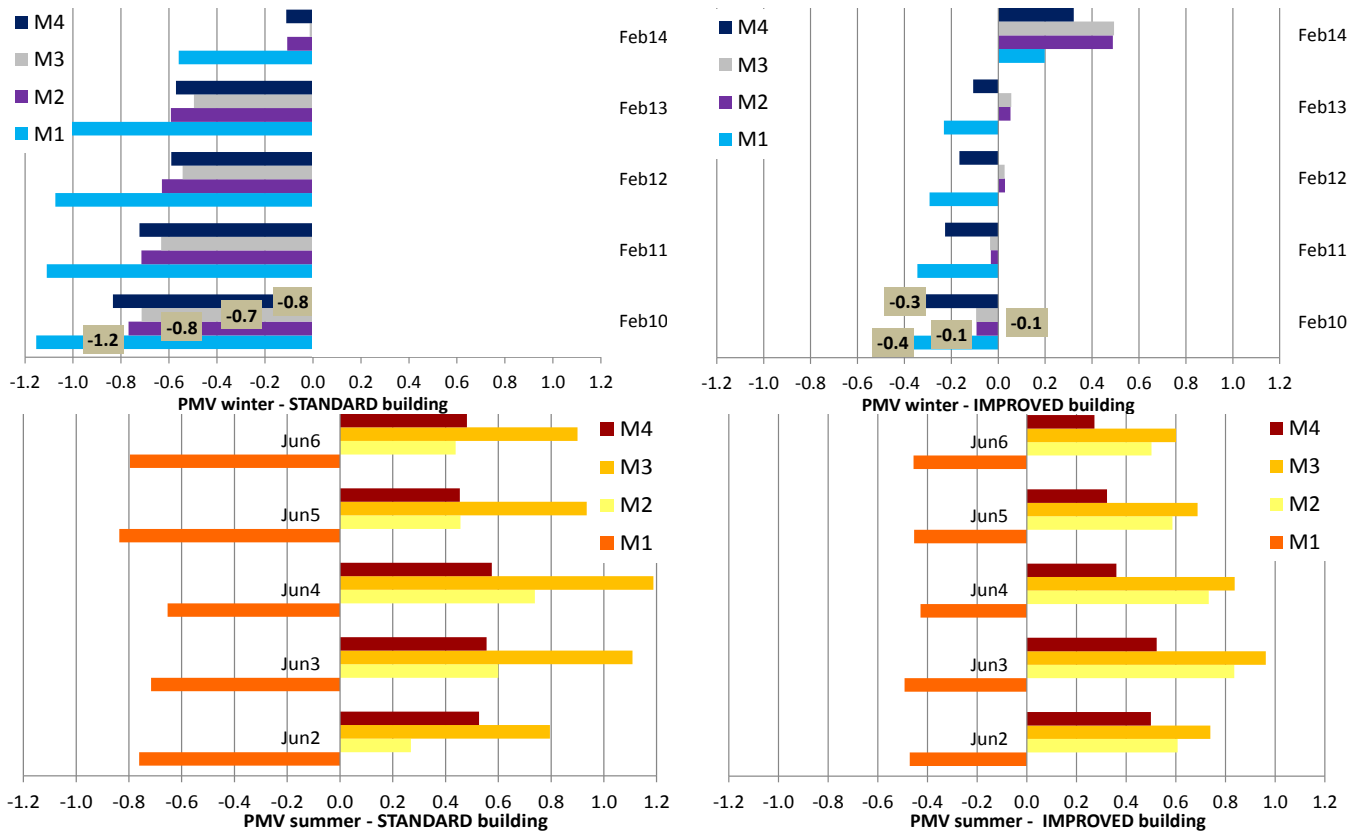 M4
M3
M2
M1
Feb14
Feb13
Feb12
Feb11
Feb10
-0.8
-0.7
-0.8
-1.2
-1.2 -1.0 -0.8 -0.6 -0.4 -0.2 0.0 0.2 0.4 0.6 0.8 1.0 1.2
PMV winter - STANDARD building
M4
M3
M2
M1
Feb14
Feb13
Feb12
Feb11
Feb10
-0.3
-0.1
-0.1
-0.4
-1.2 -1.0 -0.8 -0.6 -0.4 -0.2 0.0 0.2 0.4 0.6 0.8 1.0 1.2
PMV winter - IMPROVED building
Jun6
Jun5
Jun4
Jun3
Jun2
M4
M3
M2
M1
-1.2 -1.0 -0.8 -0.6 -0.4 -0.2 0.0 0.2 0.4 0.6 0.8 1.0 1.2
PMV summer - STANDARD building
Jun6
Jun5
Jun4
Jun3
Jun2
M4
M3
M2
M1
-1.2 -1.0 -0.8 -0.6 -0.4 -0.2 0.0 0.2 0.4 0.6 0.8 1.0 1.2
PMV summer - IMPROVED building